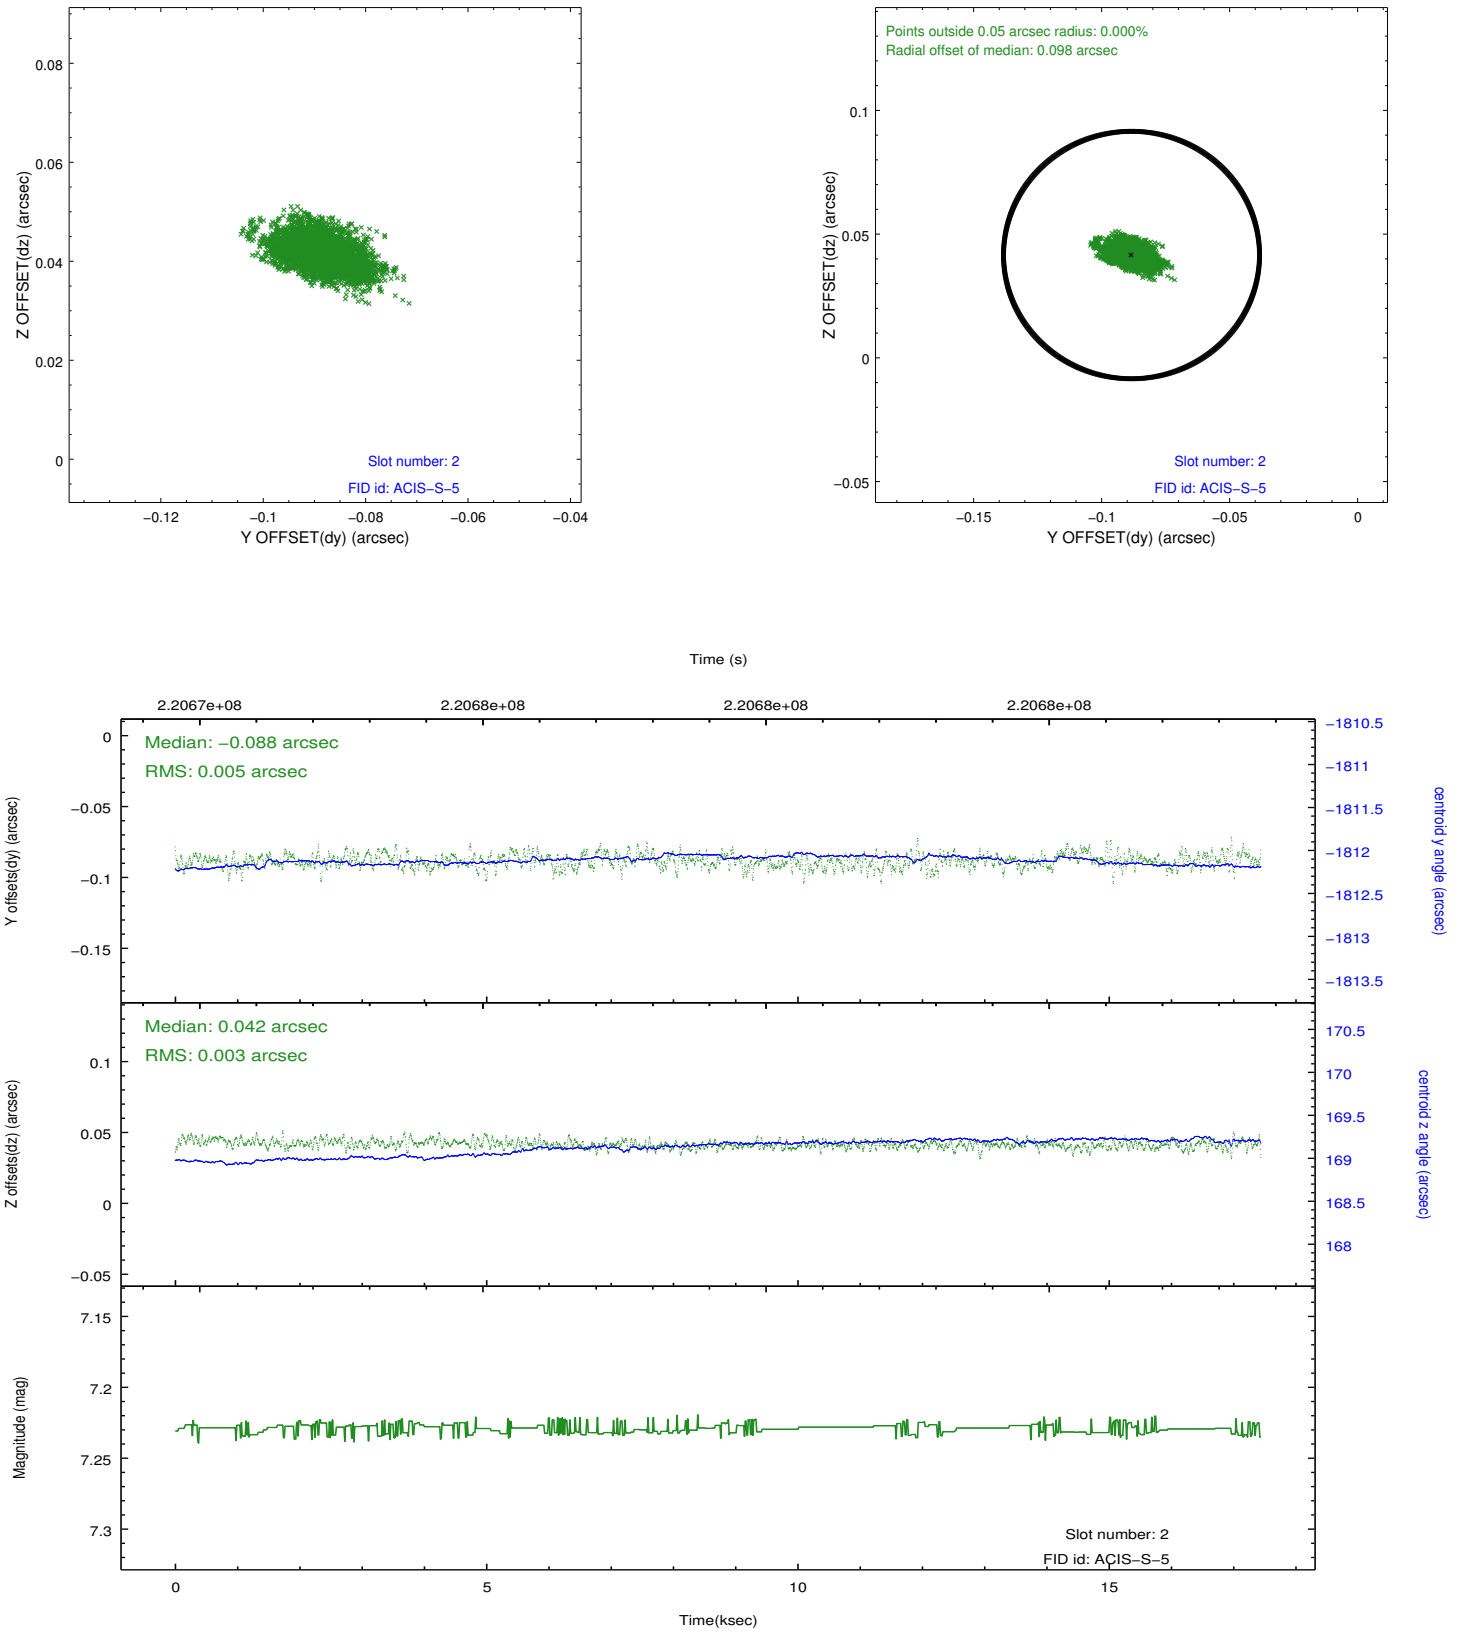 0.08
0.06
0.04
0.02
0
Z OFFSET(dz) (arcsec)
Slot number: 2
FID id: ACIS−S−5
−0.12 −0.1 −0.08 −0.06 −0.04
Y OFFSET(dy) (arcsec)
Points outside 0.05 arcsec radius: 0.000%
Radial offset of median: 0.098 arcsec
0.1
0.05
0
−0.05
Z OFFSET(dz) (arcsec)
Slot number: 2
FID id: ACIS−S−5
−0.15 −0.1 −0.05 0
Y OFFSET(dy) (arcsec)
Time (s)
2.2067e+08 2.2068e+08 2.2068e+08 2.2068e+08
Median: −0.088 arcsec
RMS: 0.005 arcsec
0
−0.05
−0.1
−0.15
Y offsets(dy) (arcsec)
−1810.5
−1811
−1811.5
−1812
−1812.5
−1813
−1813.5
centroid y angle (arcsec)
Median: 0.042 arcsec
RMS: 0.003 arcsec
0.1
0.05
0
−0.05
Z offsets(dz) (arcsec)
170.5
170
169.5
169
168.5
168
centroid z angle (arcsec)
7.15
7.2
7.25
7.3
Magnitude (mag)
Slot number: 2
FID id: ACIS−S−5
0 5 10 15
Time(ksec)